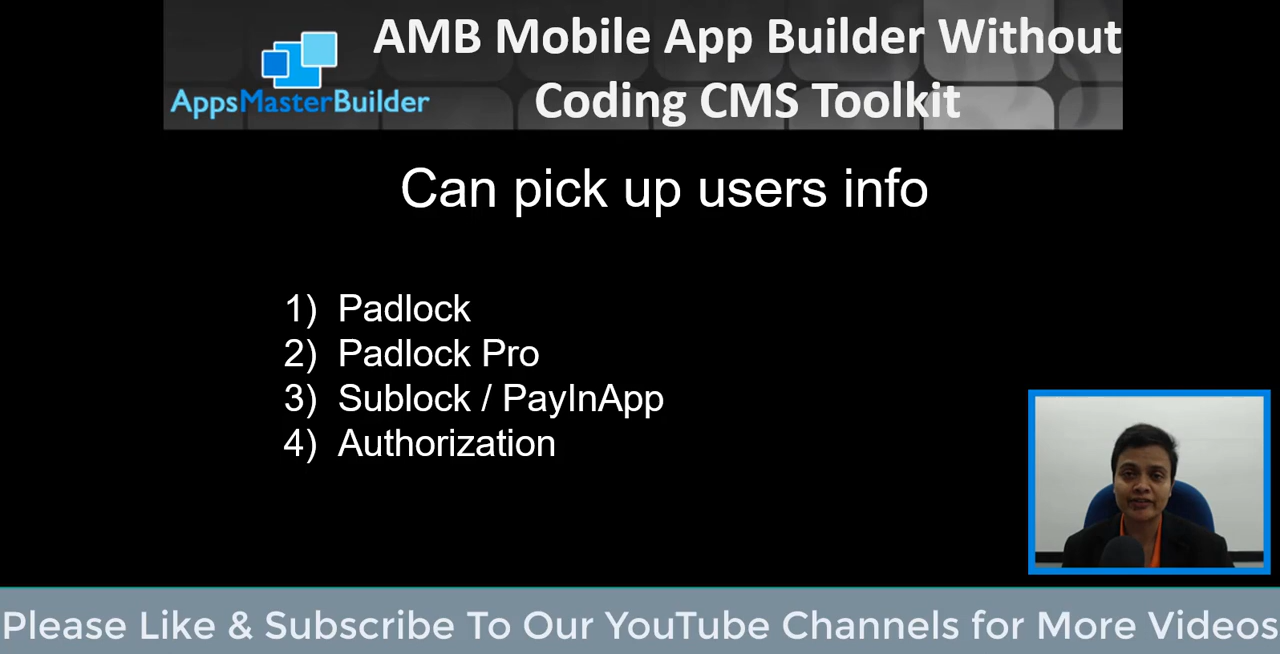 AMB Mobile App Builder Without
Coding CMS Toolkit
AppsMasterBuilder
Can pick up users info
1) Padlock
2) Padlock Pro
3) Sublock / PayInApp
4) Authorization
Please Like & Subscribe To Our YouTube Channels for More Videos